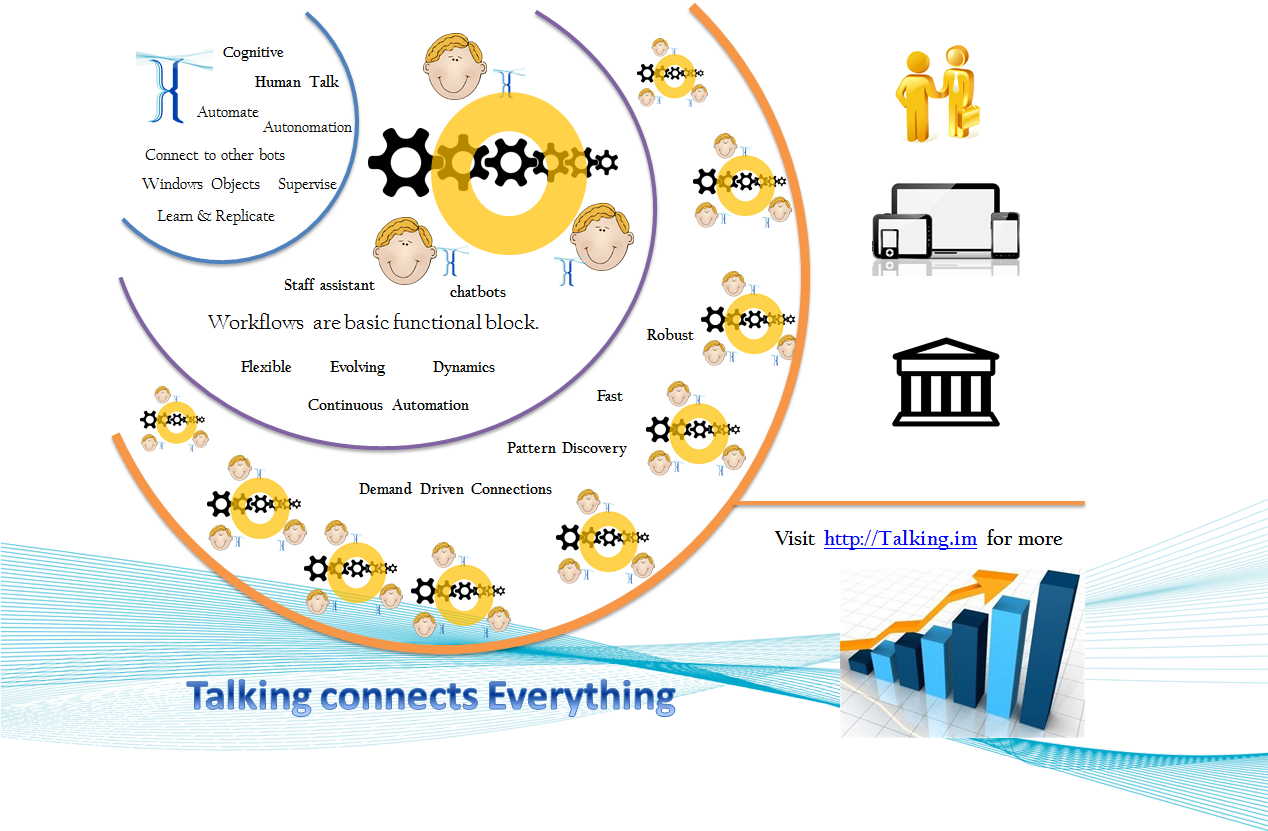 Cognitive
Human Talk
Automate
Autonomation
Connect to other bots
Windows Objects Supervise
Learn & Replicate
Staff assistant
chatbots
Workflows are basic functional block.
Flexible Evolving Dynamics
Continuous Automation
Robust
Fast
Pattern Discovery
Demand Driven Connections
Visit http://Talking.im for more
Talking connects Everything